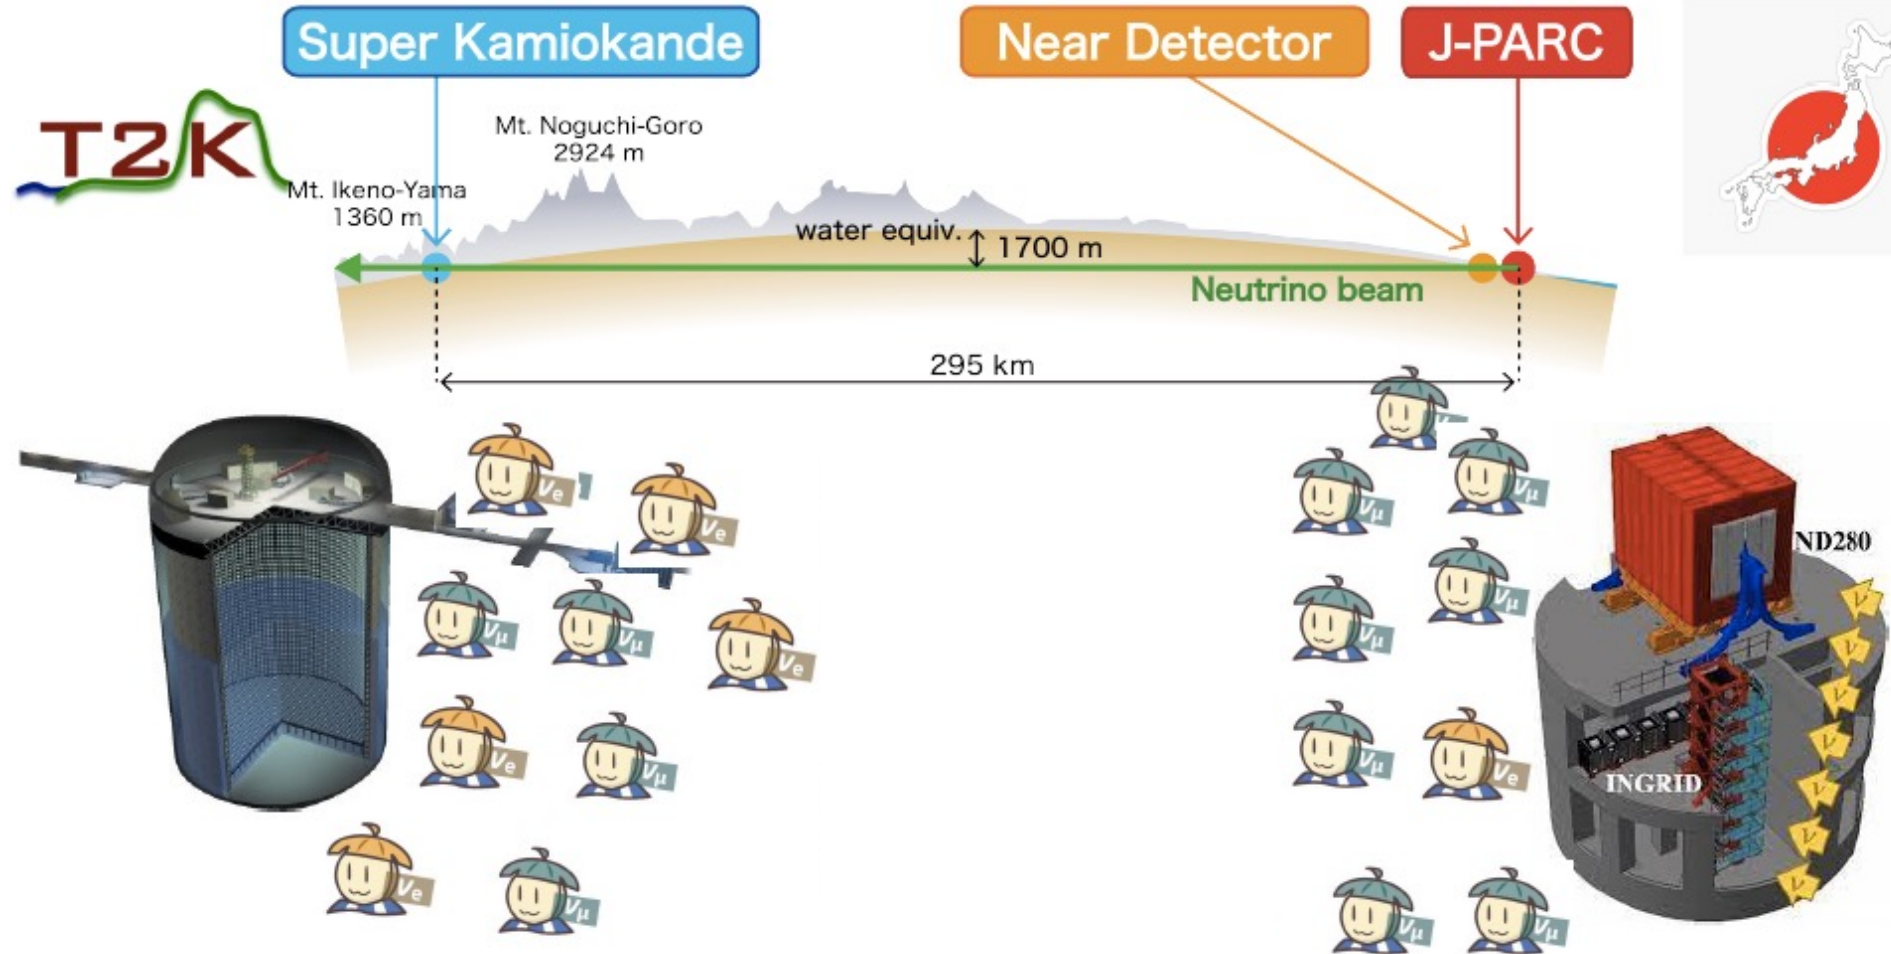 Super Kamiokande
Near Detector
J-PARC
T2K
Mt. Noguchi-Goro
2924 m
Mt. Ikeno-Yama
1360 m
water equiv.
1700 m
Neutrino beam
295 km
νe
νe
νμ
νμ
νe
νe
νμ
νe
νμ
νμ
νμ
νμ
νμ
νμ
νe
νμ
νμ
ND280
INGRID
ν
ν
ν
ν
ν
ν
ν